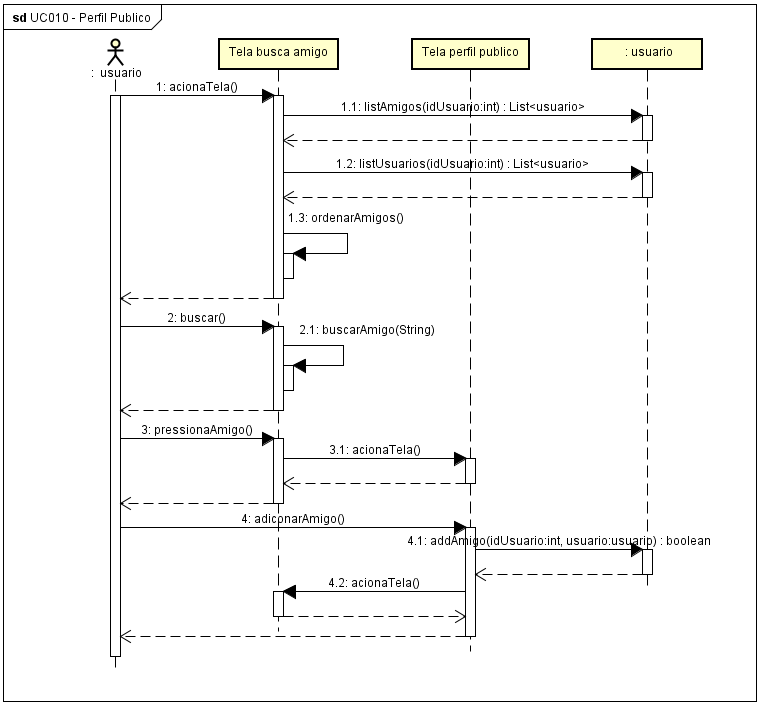 sd UC010 - Perfil Publico
: usuario
Tela busca amigo
Tela perfil publico
: usuario
1: acionaTela()
1.1: listAmigos(idUsuario:int) : List<usuario>
1.2: listUsuarios(idUsuario:int) : List<usuario>
1.3: ordenarAmigos()
2: buscar()
2.1: buscarAmigo(String)
3: pressionaAmigo()
3.1: acionaTela()
4: adiconarAmigo()
4.1: addAmigo(idUsuario:int, usuario:usuario) : boolean
4.2: acionaTela()